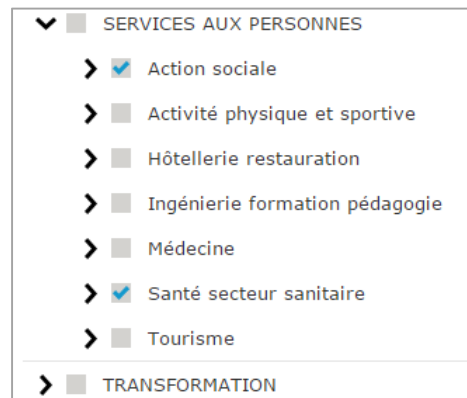 SERVICES AUX PERSONNES
Action sociale
Activité physique et sportive
Hôtellerie restauration
Ingénierie formation pédagogie
Médecine
Santé secteur sanitaire
Tourisme
TRANSFORMATION